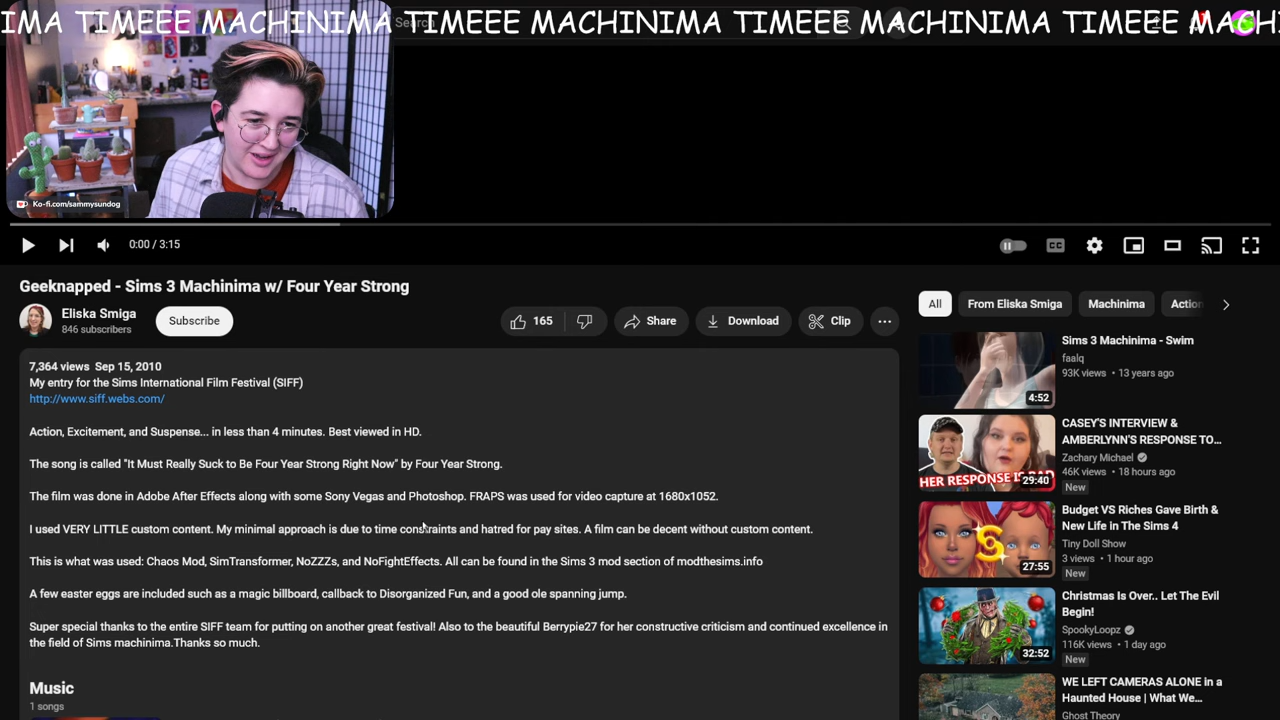 IMA TIMEEE MACHINIMA TIMEEE MACHINIMA TIMEEE MACHINIMA TIMEEE MACH
Search
Ko-fi.com/sammysundog
0:00 / 3:15
Geeknapped - Sims 3 Machinima w/ Four Year Strong
Eliska Smiga
846 subscribers
Subscribe
165
Share
Download
Clip
7,364 views Sep 15, 2010
My entry for the Sims International Film Festival (SIFF)
http://www.siff.webs.com/
Action, Excitement, and Suspense... in less than 4 minutes. Best viewed in HD.
The song is called "It Must Really Suck to Be Four Year Strong Right Now" by Four Year Strong.
The film was done in Adobe After Effects along with some Sony Vegas and Photoshop. FRAPS was used for video capture at 1680x1052.
I used VERY LITTLE custom content. My minimal approach is due to time constraints and hatred for pay sites. A film can be decent without custom content.
This is what was used: Chaos Mod, SimTransformer, NoZZZs, and NoFightEffects. All can be found in the Sims 3 mod section of modthesims.info
A few easter eggs are included such as a magic billboard, callback to Disorganized Fun, and a good ole spanning jump.
Super special thanks to the entire SIFF team for putting on another great festival! Also to the beautiful Berrypie27 for her constructive criticism and continued excellence in
the field of Sims machinima.Thanks so much.
Music
1 songs
All
From Eliska Smiga
Machinima
Action
Sims 3 Machinima - Swim
faalq
93K views • 13 years ago
4:52
CASEY'S INTERVIEW &
AMBERLYNN'S RESPONSE TO...
Zachary Michael
46K views • 18 hours ago
New
HER RESPONSE IS BAD
29:40
Budget VS Riches Gave Birth &
New Life in The Sims 4
Tiny Doll Show
3 views • 1 hour ago
New
S
27:55
Christmas Is Over.. Let The Evil
Begin!
SpookyLoopz
116K views • 1 day ago
New
32:52
WE LEFT CAMERAS ALONE in a
Haunted House | What We...
Ghost Theory